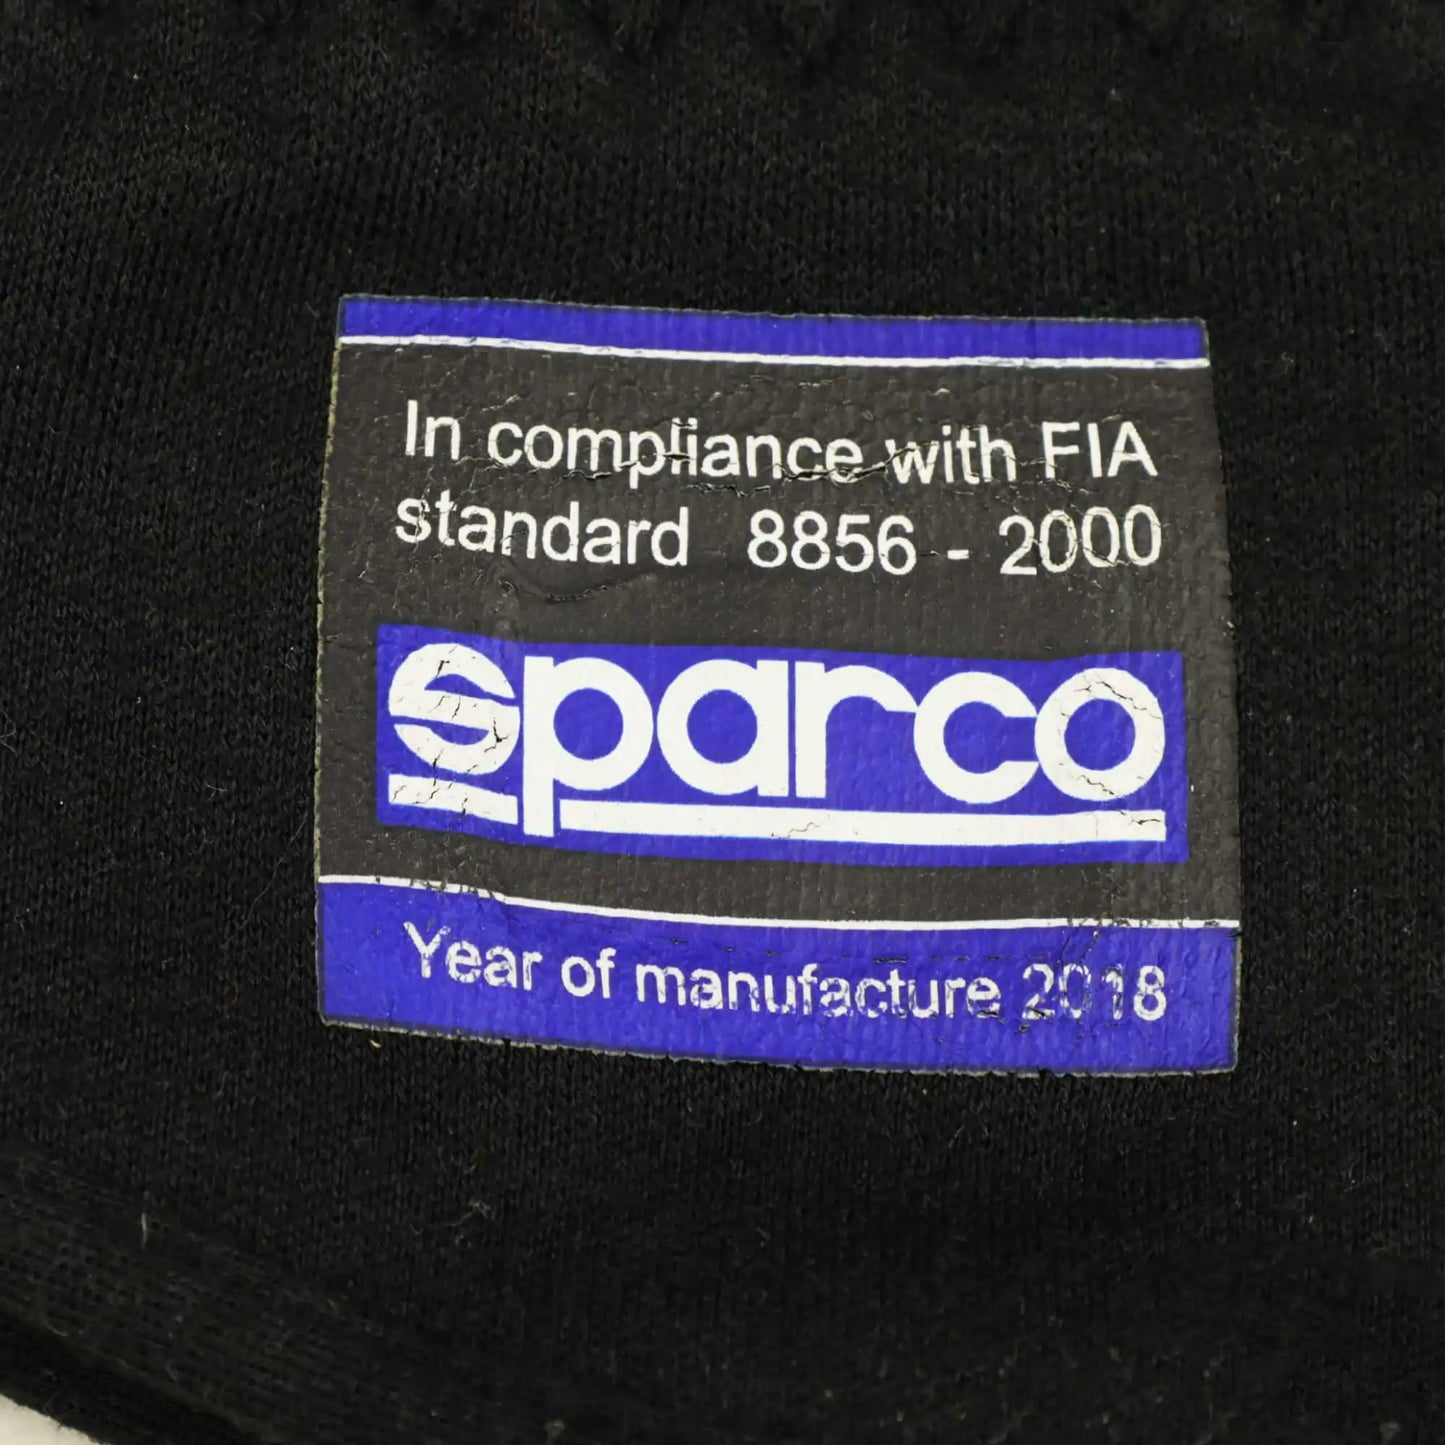 In compliance with FIA
standard 8856 - 2000
sparco
Year of manufacture 2018